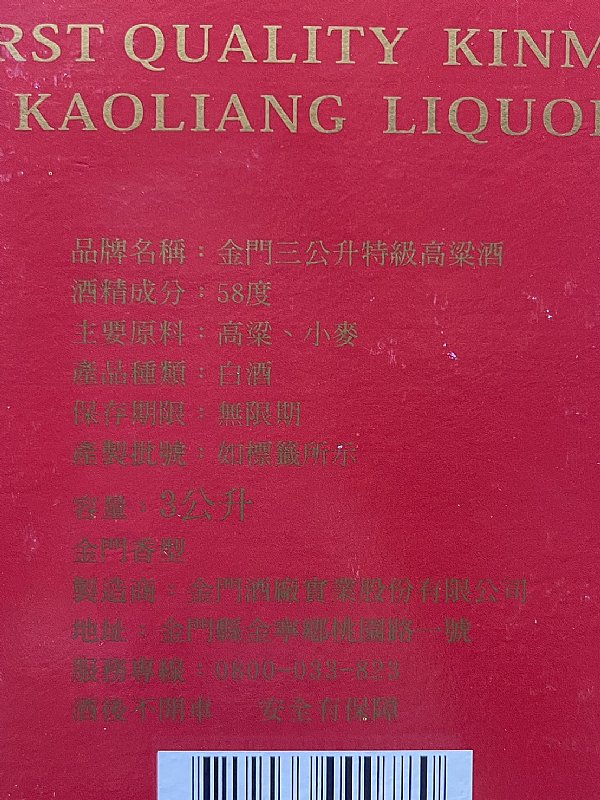 RST QUALITY KINM
KAOLIANG LIQUOR
品牌名稱：金門三公升特級高粱酒
酒精成分：58度
主要原料：高粱、小麥
產品種類：白酒
保存期限：無限期
產製批號：如標籤所示
容量：3公升
金門香型
製造商：金門酒廠實業股份有限公司
地址：金門縣金寧鄉桃園路一號
服務專線：0800-033-823
酒後不開車 安全有保障